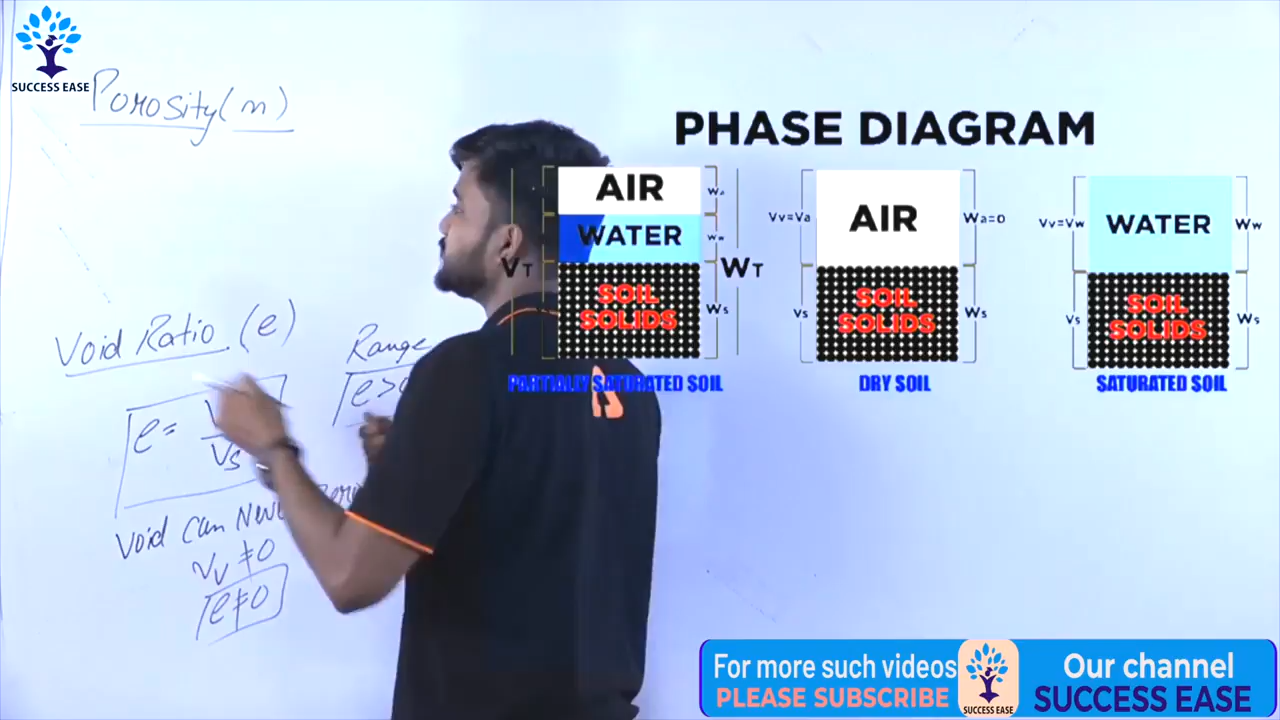 SUCCESS EASE
Porosity (n)
PHASE DIAGRAM
AIR
WATER
SOIL
SOLIDS
VT
Wa
Ww
Ws
WT
PARTIALLY SATURATED SOIL
Vv=Va
AIR
Wa=0
Vs
SOIL
SOLIDS
Ws
DRY SOIL
Vv=Vw
WATER
Ww
Vs
SOIL
SOLIDS
Ws
SATURATED SOIL
Void Ratio (e)
Range
e>
e=
Vs
Void can
Vv ≠ 0
e ≠ 0
For more such videos
PLEASE SUBSCRIBE
SUCCESS EASE
Our channel
SUCCESS EASE